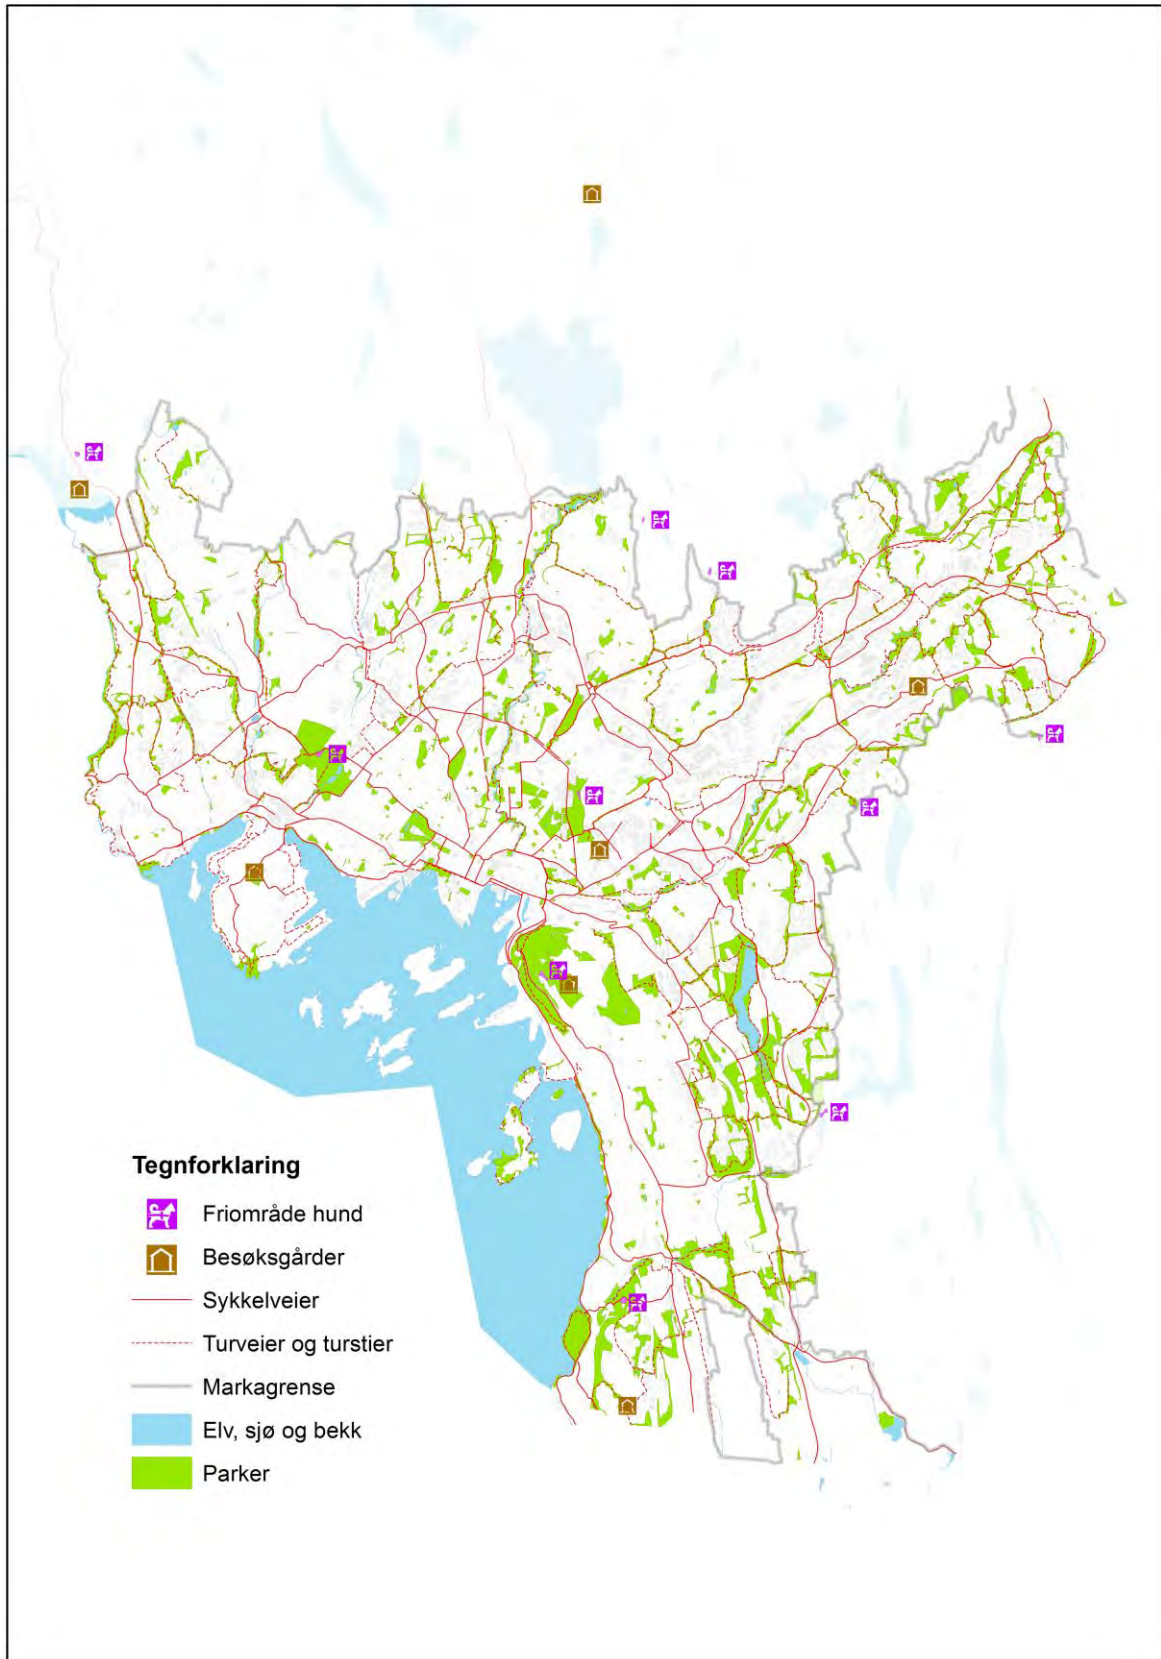 Tegnforklaring
Friområde hund
Besøksgårder
Sykkelveier
Turveier og turstier
Markagrense
Elv, sjø og bekk
Parker